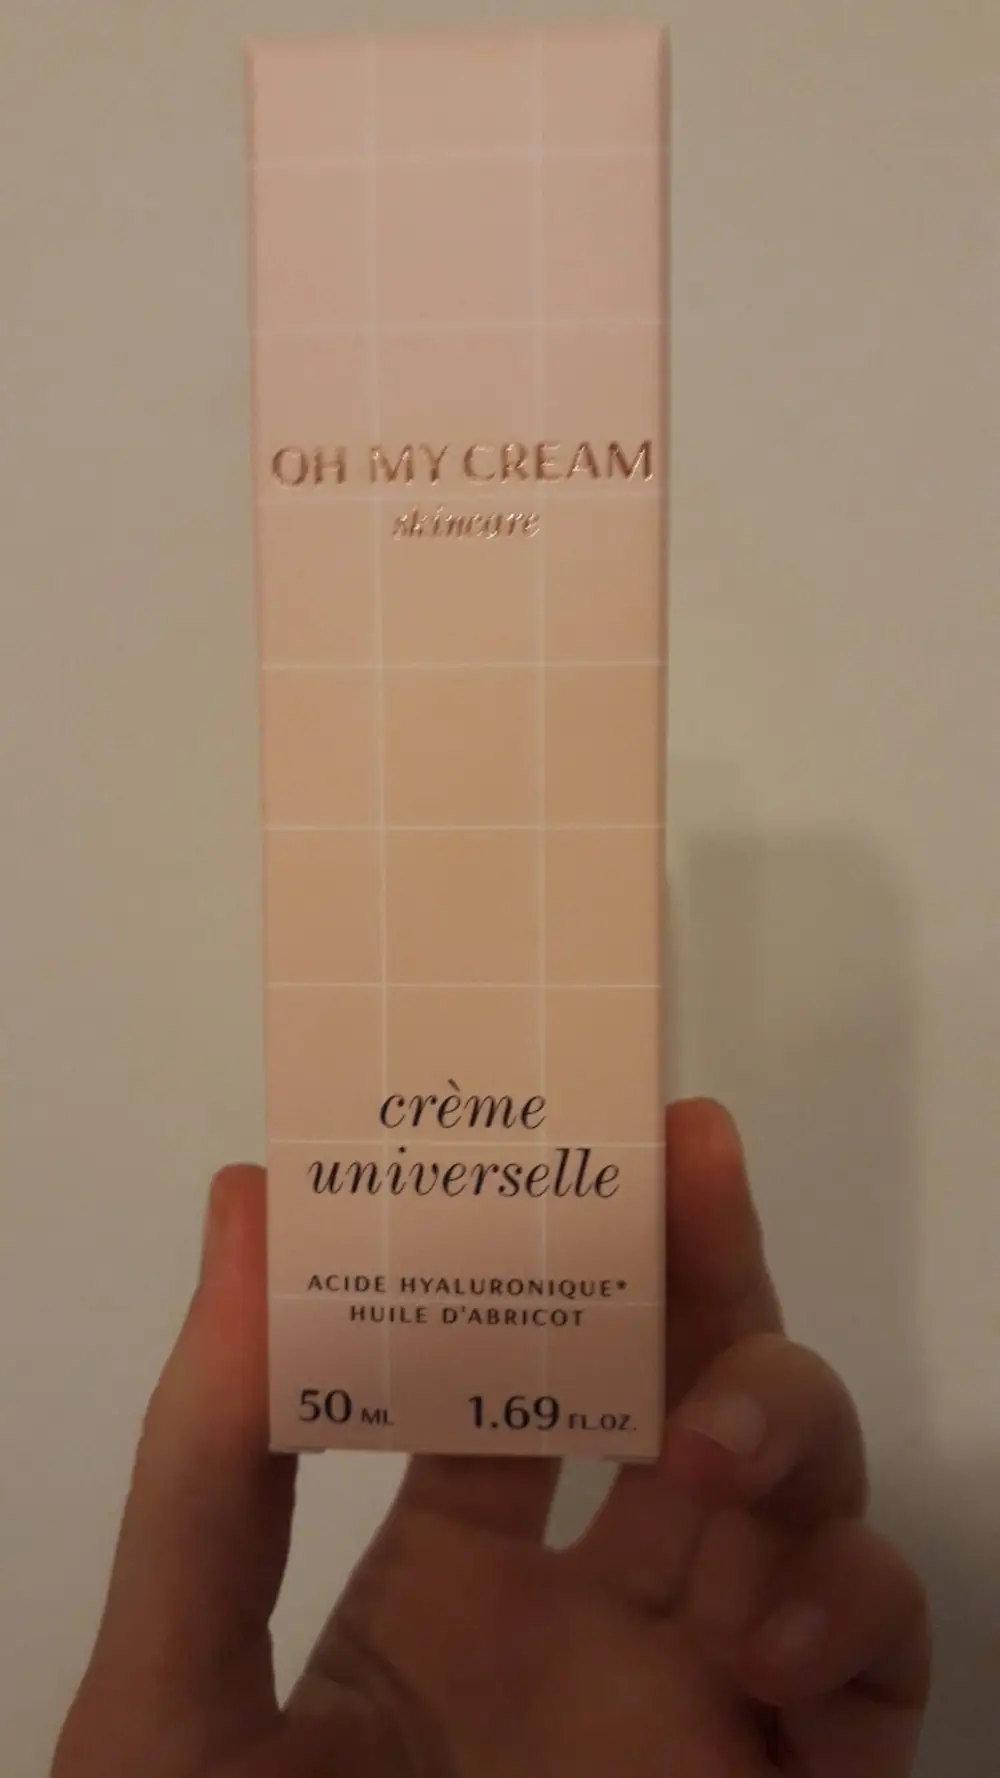 OH MY CREAM
skincare
crème
universelle
ACIDE HYALURONIQUE*
HUILE D'ABRICOT
50 ML 1.69 FL.OZ.